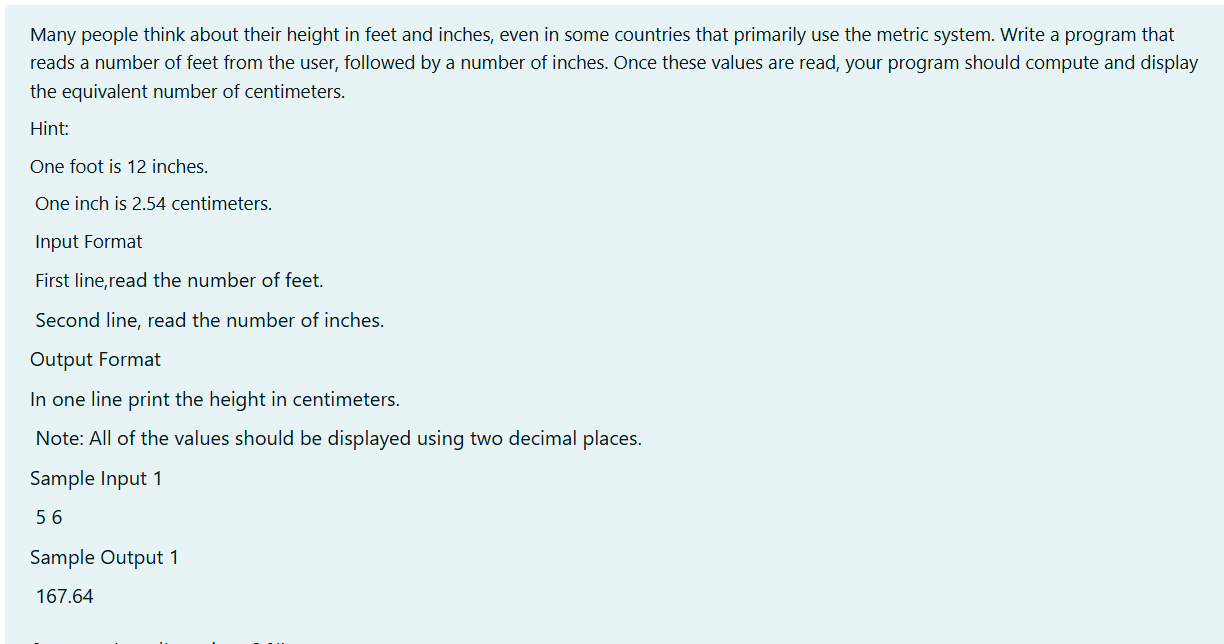 Many people think about their height in feet and inches, even in some countries that primarily use the metric system. Write a program that
reads a number of feet from the user, followed by a number of inches. Once these values are read, your program should compute and display
the equivalent number of centimeters.
Hint:
One foot is 12 inches.
One inch is 2.54 centimeters.
Input Format
First line,read the number of feet.
Second line, read the number of inches.
Output Format
In one line print the height in centimeters.
Note: All of the values should be displayed using two decimal places.
Sample Input 1
5 6
Sample Output 1
167.64